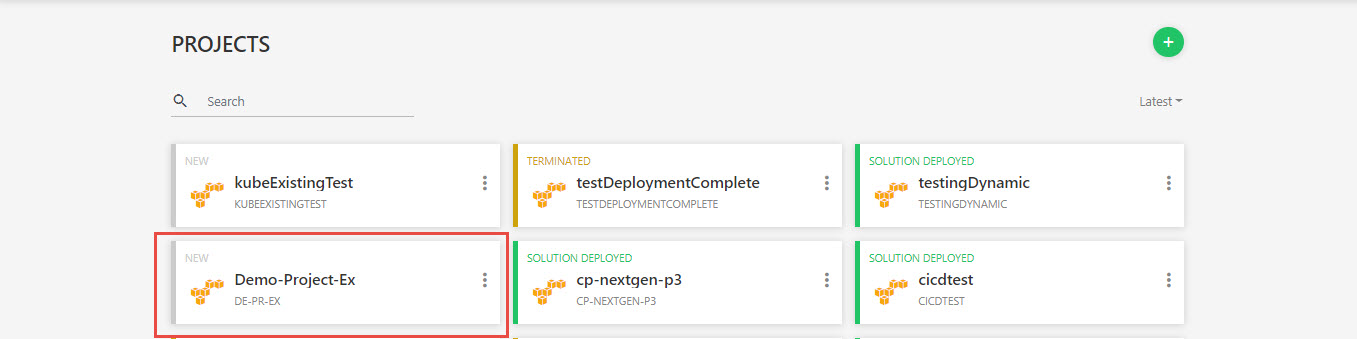 PROJECTS
+
Search
Latest
NEW
kubeExistingTest
KUBEEXISTINGTEST
TERMINATED
testDeploymentComplete
TESTDEPLOYMENTCOMPLETE
SOLUTION DEPLOYED
testingDynamic
TESTINGDYNAMIC
NEW
Demo-Project-Ex
DE-PR-EX
SOLUTION DEPLOYED
cp-nextgen-p3
CP-NEXTGEN-P3
SOLUTION DEPLOYED
cicdtest
CICDTEST